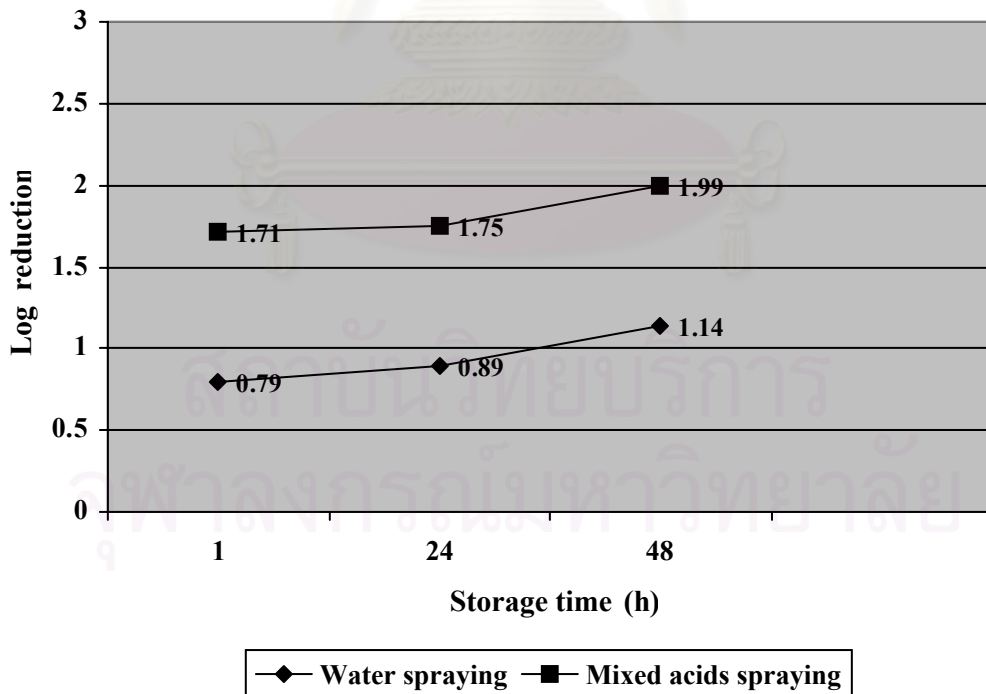 3
2.5
2
1.5
1
0.5
0
Log reduction
1.71
1.75
1.99
0.79
0.89
1.14
สถาบันวิทยบริการ
จุฬาลงกรณ์มหาวิทยาลัย
1 24 48
Storage time (h)
Water spraying Mixed acids spraying